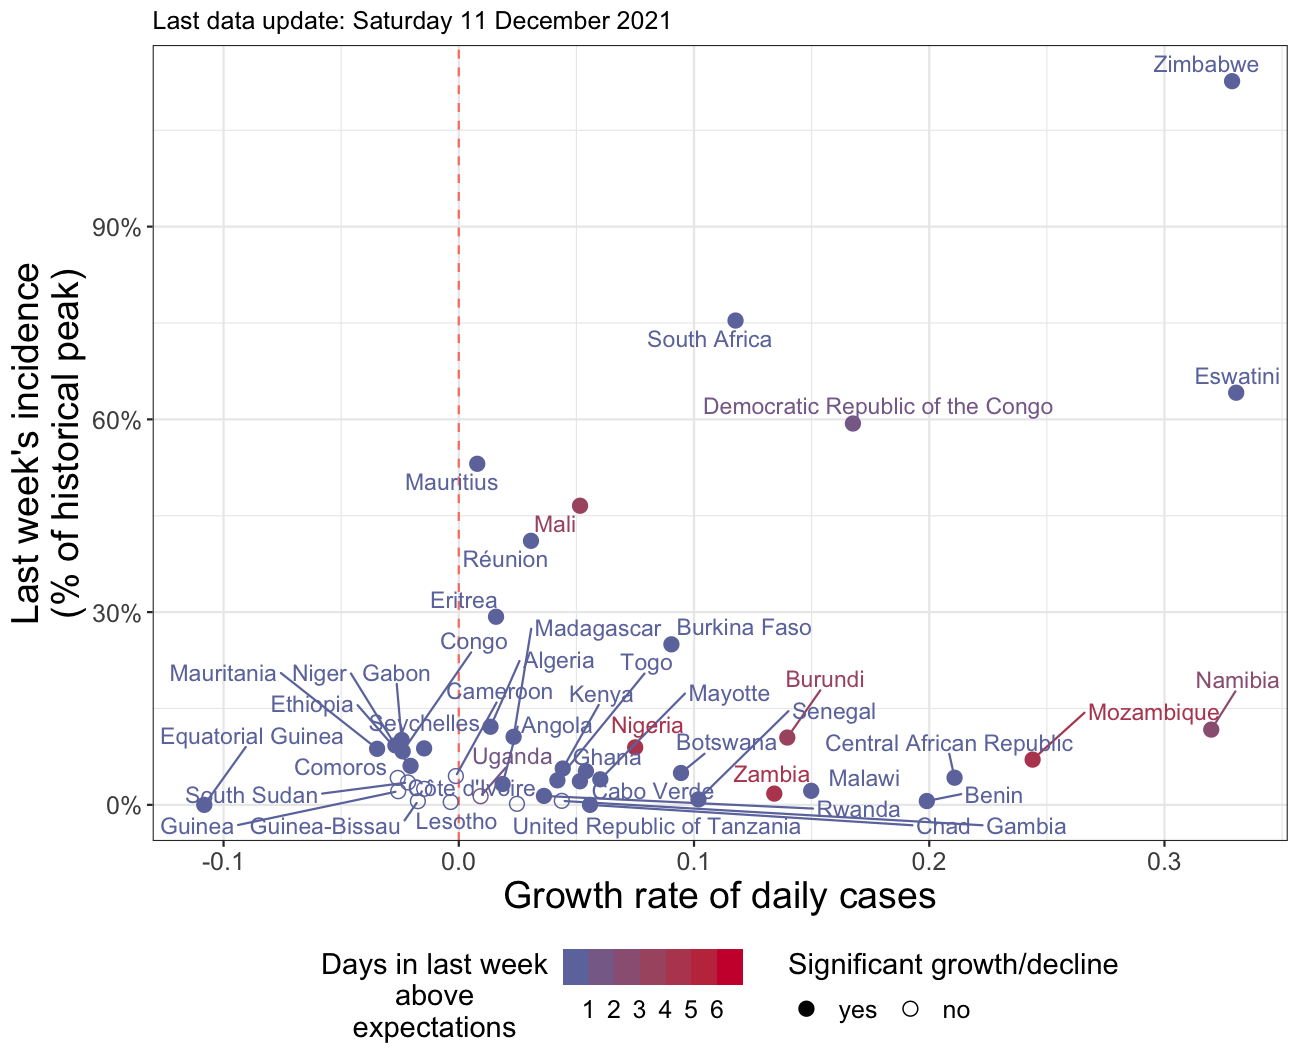 Last data update: Saturday 11 December 2021
Zimbabwe
90%
South Africa
Eswatini
Democratic Republic of the Congo
60%
Mauritius
Mali
Réunion
Eritrea
30%
Madagascar
Burkina Faso
Congo
Algeria
Togo
Mauritania
Niger
Gabon
Cameroon
Kenya
Mayotte
Burundi
Namibia
Ethiopia
Seychelles
Angola
Nigeria
Senegal
Mozambique
Equatorial Guinea
Botswana
Central African Republic
Uganda
Ghana
Comoros
Zambia
Malawi
South Sudan
Côte d'Ivoire
Cabo Verde
Benin
0%
Rwanda
Guinea
Guinea-Bissau
Lesotho
United Republic of Tanzania
Chad
Gambia
-0.1
0.0
0.1
0.2
0.3
Last week's incidence
(% of historical peak)
Growth rate of daily cases
Days in last week
above
expectations
1 2 3 4 5 6
Significant growth/decline
yes
no